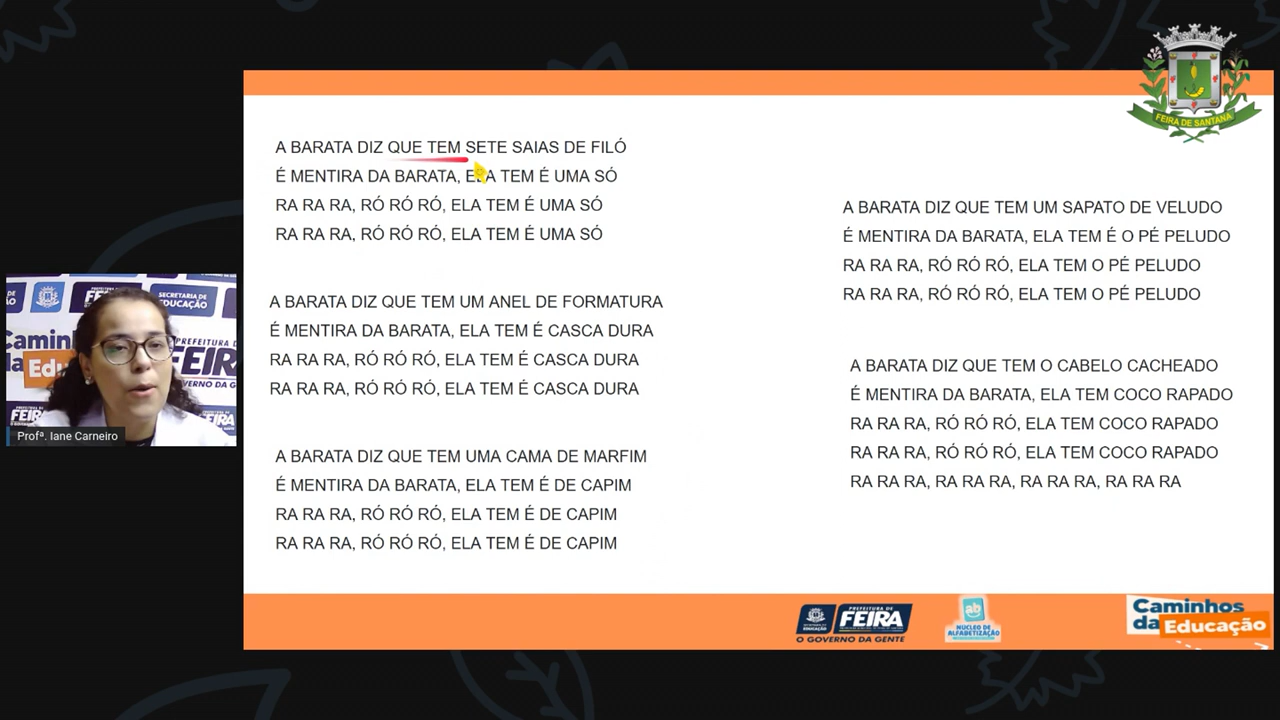 FEIRA DE SANTANA
A BARATA DIZ QUE TEM SETE SAIAS DE FILÓ
É MENTIRA DA BARATA, ELA TEM É UMA SÓ
RA RA RA, RÓ RÓ RÓ, ELA TEM É UMA SÓ
RA RA RA, RÓ RÓ RÓ, ELA TEM É UMA SÓ
A BARATA DIZ QUE TEM UM ANEL DE FORMATURA
É MENTIRA DA BARATA, ELA TEM É CASCA DURA
RA RA RA, RÓ RÓ RÓ, ELA TEM É CASCA DURA
RA RA RA, RÓ RÓ RÓ, ELA TEM É CASCA DURA
A BARATA DIZ QUE TEM UMA CAMA DE MARFIM
É MENTIRA DA BARATA, ELA TEM É DE CAPIM
RA RA RA, RÓ RÓ RÓ, ELA TEM É DE CAPIM
RA RA RA, RÓ RÓ RÓ, ELA TEM É DE CAPIM
A BARATA DIZ QUE TEM UM SAPATO DE VELUDO
É MENTIRA DA BARATA, ELA TEM É O PÉ PELUDO
RA RA RA, RÓ RÓ RÓ, ELA TEM O PÉ PELUDO
RA RA RA, RÓ RÓ RÓ, ELA TEM O PÉ PELUDO
A BARATA DIZ QUE TEM O CABELO CACHEADO
É MENTIRA DA BARATA, ELA TEM COCO RAPADO
RA RA RA, RÓ RÓ RÓ, ELA TEM COCO RAPADO
RA RA RA, RÓ RÓ RÓ, ELA TEM COCO RAPADO
RA RA RA, RA RA RA, RA RA RA, RA RA RA
SECRETARIA DE
EDUCAÇÃO
PREFEITURA DE
FEIRA
Profª. Iane Carneiro
EDUCAÇÃO
PREFEITURA DE
FEIRA
O GOVERNO DA GENTE
ab
NÚCLEO DE
ALFABETIZAÇÃO
Caminhos
da Educação